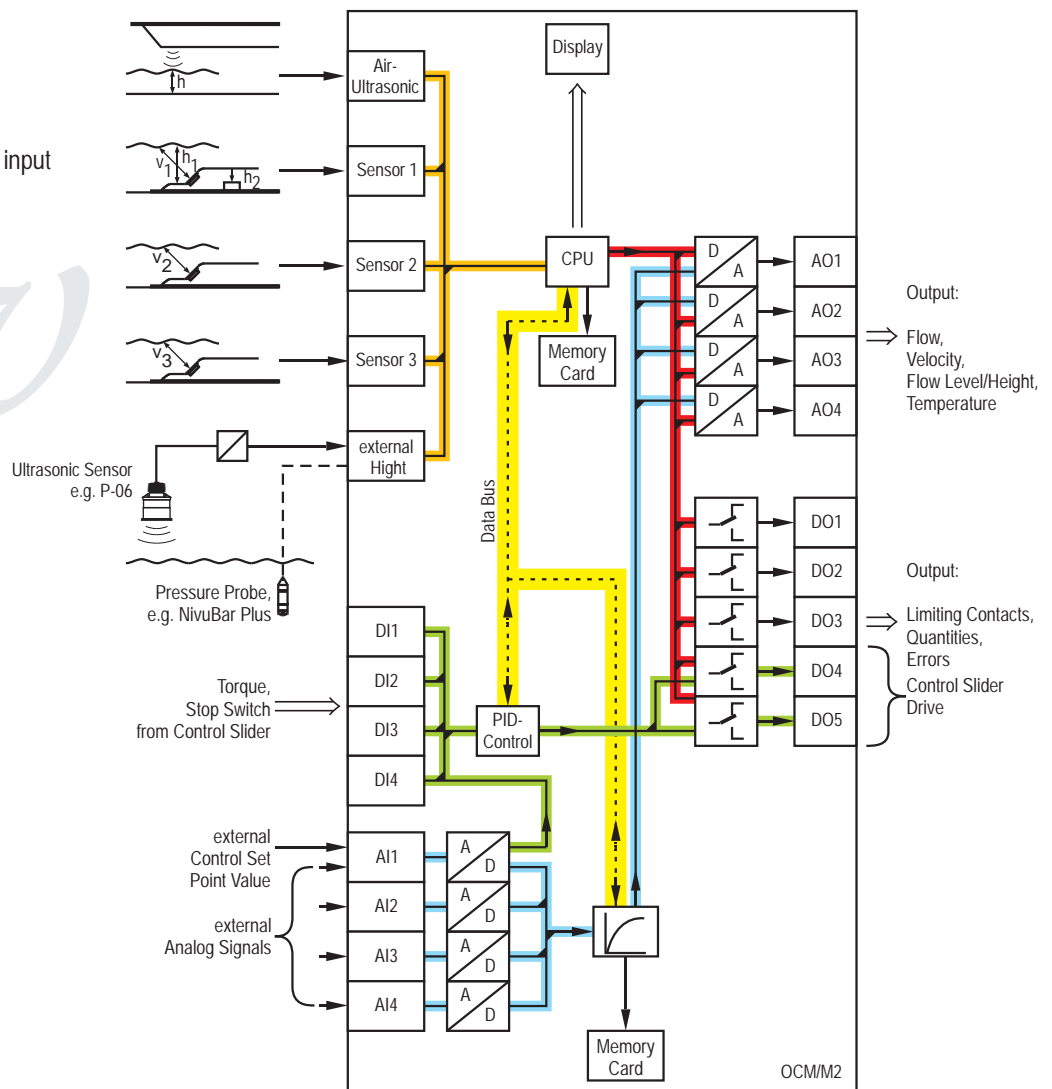 input
h
v1
h1
h2
v2
v3
Ultrasonic Sensor
e.g. P-06
Pressure Probe,
e.g. NivuBar Plus
Torque,
Stop Switch
from Control Slider
external
Control Set
Point Value
external
Analog Signals
Air-
Ultrasonic
Sensor 1
Sensor 2
Sensor 3
external
Hight
DI1
DI2
DI3
DI4
AI1
AI2
AI3
AI4
A
D
A
D
A
D
A
D
Display
CPU
Memory
Card
Data Bus
PID-
Control
Memory
Card
D
A
D
A
D
A
D
A
AO1
AO2
AO3
AO4
DO1
DO2
DO3
DO4
DO5
Output:
Flow,
Velocity,
Flow Level/Height,
Temperature
Output:
Limiting Contacts,
Quantities,
Errors
Control Slider
Drive
OCM/M2